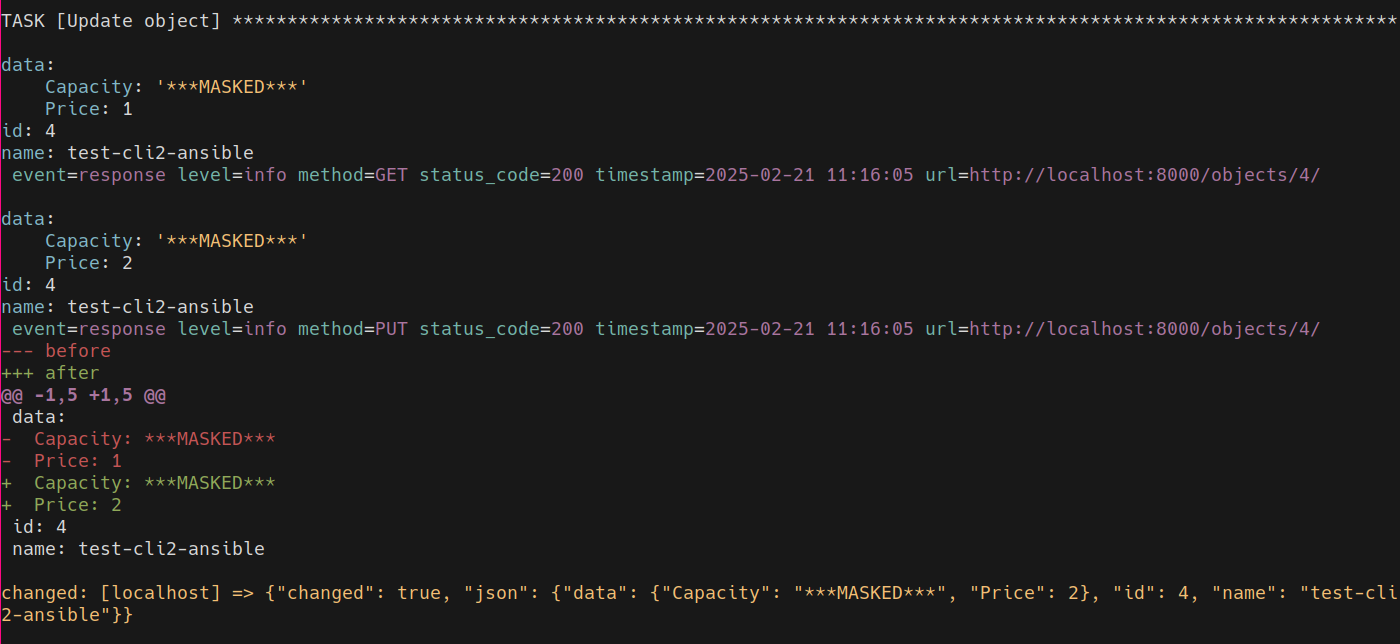 TASK [Update object] **********************************************************************************************************
data:
    Capacity: '***MASKED***'
    Price: 1
id: 4
name: test-cli2-ansible
 event=response level=info method=GET status_code=200 timestamp=2025-02-21 11:16:05 url=http://localhost:8000/objects/4/
data:
    Capacity: '***MASKED***'
    Price: 2
id: 4
name: test-cli2-ansible
 event=response level=info method=PUT status_code=200 timestamp=2025-02-21 11:16:05 url=http://localhost:8000/objects/4/
--- before
+++ after
@@ -1,5 +1,5 @@
 data:
-  Capacity: ***MASKED***
-  Price: 1
+  Capacity: ***MASKED***
+  Price: 2
 id: 4
 name: test-cli2-ansible
changed: [localhost] => {"changed": true, "json": {"data": {"Capacity": "***MASKED***", "Price": 2}, "id": 4, "name": "test-cli
2-ansible"}}